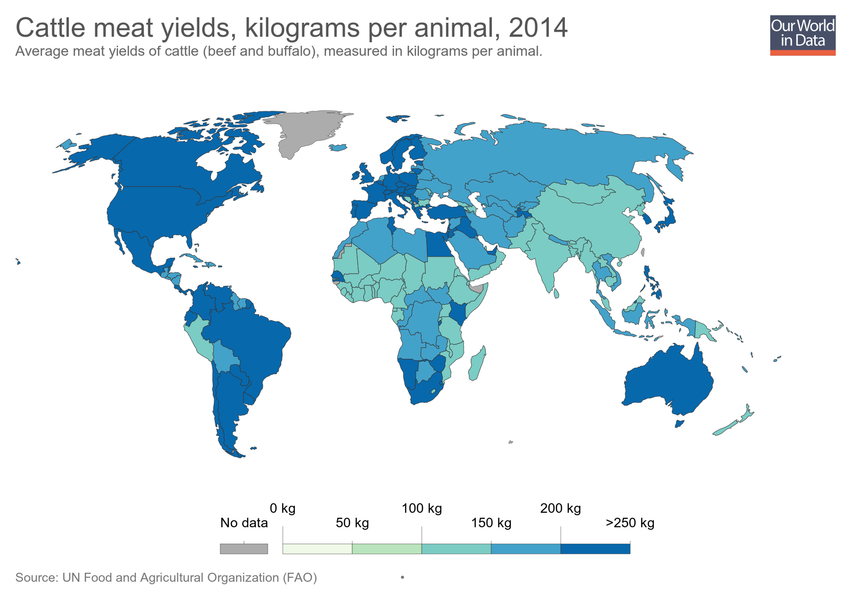 Cattle meat yields, kilograms per animal, 2014
Average meat yields of cattle (beef and buffalo), measured in kilograms per animal.
Our World
in Data
0 kg
100 kg
200 kg
No data
50 kg
150 kg
>250 kg
Source: UN Food and Agricultural Organization (FAO)
•